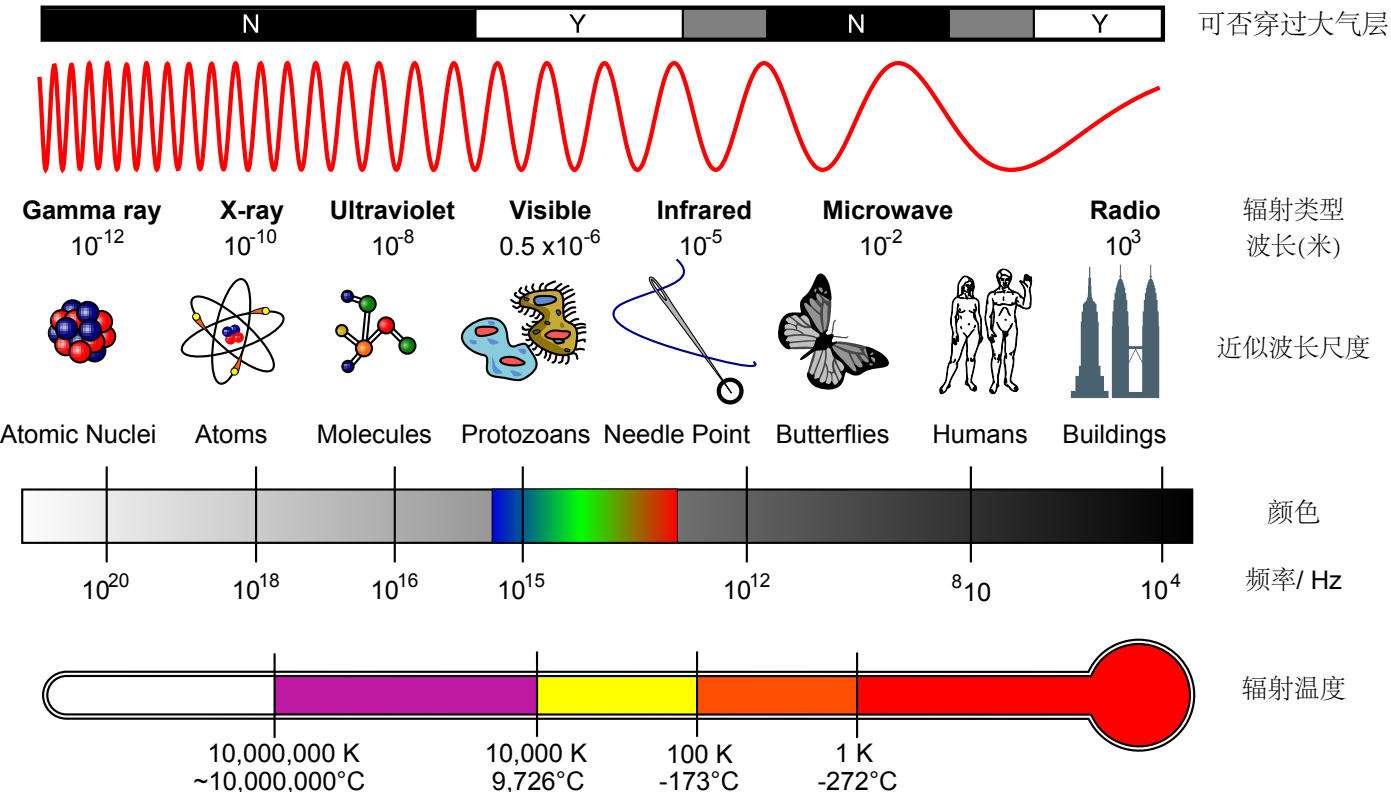 N Y N Y 可否穿过大气层
Gamma ray X-ray Ultraviolet Visible Infrared Microwave Radio 辐射类型
10⁻¹² 10⁻¹⁰ 10⁻⁸ 0.5 x10⁻⁶ 10⁻⁵ 10⁻² 10³ 波长(米)
近似波长尺度
Atomic Nuclei Atoms Molecules Protozoans Needle Point Butterflies Humans Buildings
颜色
10²⁰ 10¹⁸ 10¹⁶ 10¹⁵ 10¹² ⁸10 10⁴ 频率/ Hz
辐射温度
10,000,000 K 10,000 K 100 K 1 K
~10,000,000°C 9,726°C -173°C -272°C